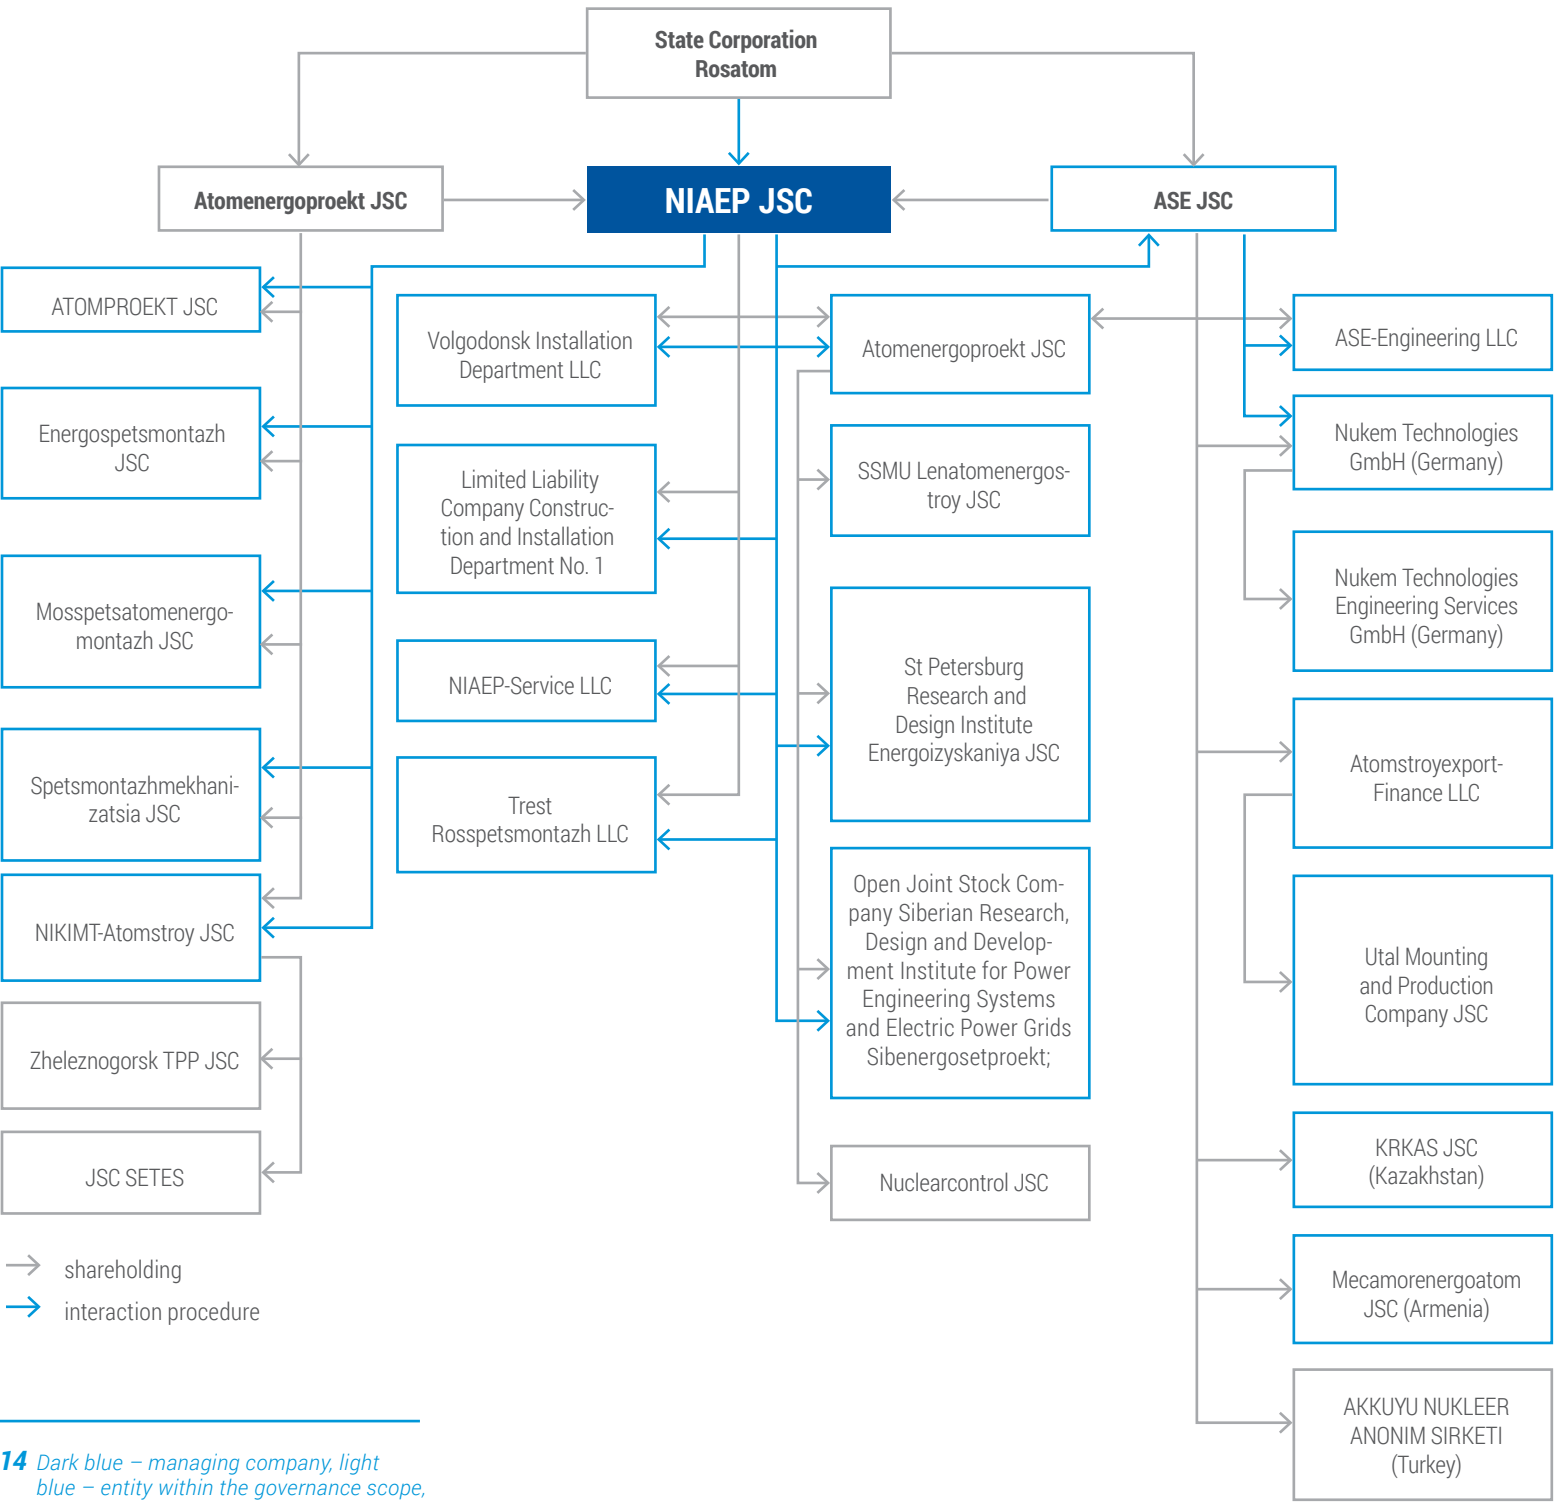 State Corporation
Rosatom
Atomenergoproekt JSC
NIAEP JSC
ASE JSC
ATOMPROEKT JSC
Energospetsmontazh
JSC
Mosspetsatomenergo-
montazh JSC
Spetsmontazhmekhani-
zatsia JSC
NIKIMT-Atomstroy JSC
Zheleznogorsk TPP JSC
JSC SETES
Volgodonsk Installation
Department LLC
Limited Liability
Company Construc-
tion and Installation
Department No. 1
NIAEP-Service LLC
Trest
Rosspetsmontazh LLC
Atomenergoproekt JSC
SSMU Lenatomenergos-
troy JSC
St Petersburg
Research and
Design Institute
Energoizyskaniya JSC
Open Joint Stock Com-
pany Siberian Research,
Design and Develop-
ment Institute for Power
Engineering Systems
and Electric Power Grids
Sibenergosetproekt;
Nuclearcontrol JSC
ASE-Engineering LLC
Nukem Technologies
GmbH (Germany)
Nukem Technologies
Engineering Services
GmbH (Germany)
Atomstroyexport-
Finance LLC
Utal Mounting
and Production
Company JSC
KRKAS JSC
(Kazakhstan)
Mecamorenergoatom
JSC (Armenia)
AKKUYU NUKLEER
ANONIM SIRKETI
(Turkey)
shareholding
interaction procedure
14 Dark blue – managing company, light
blue – entity within the governance scope,